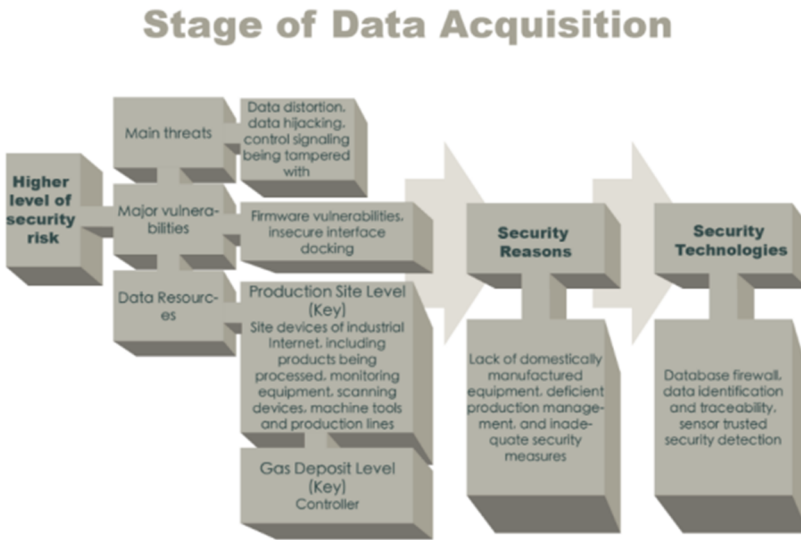 Stage of Data Acquisition
Higher
level of
security
risk
Main threats
Data distortion,
data hijacking,
control signaling
being tampered
with
Major vulnera-
bilities
Firmware vulnerabilities,
insecure interface
docking
Data Resourc-
es
Production Site Level
(Key)
Site devices of industrial
Internet, including
products being
processed, monitoring
equipment, scanning
devices, machine tools
and production lines
Gas Deposit Level
(Key)
Controller
Security
Reasons
Lack of domestically
manufactured
equipment, deficient
production manage-
ment, and inade-
quate security
measures
Security
Technologies
Database firewall,
data identification
and traceability,
sensor trusted
security detection